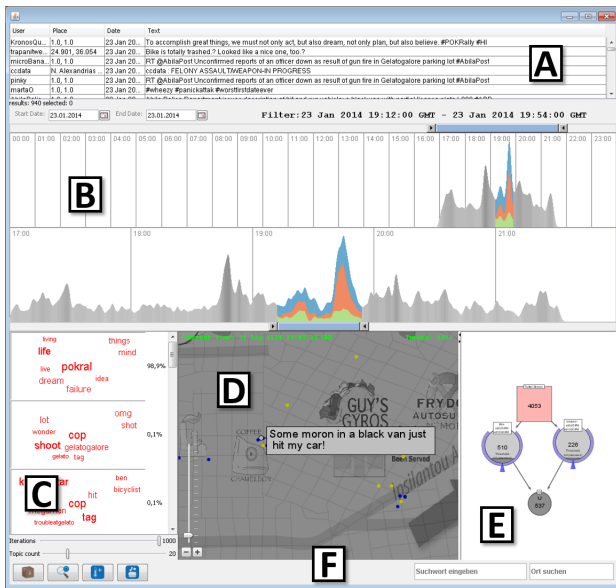 User Place Date Text
KronosQu... 1.0, 1.0 23 Jan 20... To accomplish great things, we must not only act, but also dream, not only plan, but also believe. #POKRally #HI
trapanitwe... 24.901, 36.054 23 Jan 20... Bike is totally trashed.? Looked like a nice one, too.?
microBana... 1.0, 1.0 23 Jan 20... RT @AbilaPost Unconfirmed reports of an officer down as result of gun fire in Gelatogalore parking lot #AbilaPost
ccdata N. Alexandrias ... 23 Jan 20... ccdata : FELONY ASSAULT/WEAPON-IN PROGRESS
pinky 1.0, 1.0 23 Jan 20... RT @AbilaPost Unconfirmed reports of an officer down as result of gun fire in Gelatogalore parking lot #AbilaPost
martaO 1.0, 1.0 23 Jan 20... #wheezy #panickattak #worstfirstdateever
A
results: 940 selected: 0
Start Date: 23.01.2014 End Date: 23.01.2014 Filter:23 Jan 2014 19:12:00 GMT - 23 Jan 2014 19:54:00 GMT
00:00 01:00 02:00 03:00 04:00 05:00 06:00 07:00 08:00 09:00 10:00 11:00 12:00 13:00 14:00 15:00 16:00 17:00 18:00 19:00 20:00 21:00 22:00 23:00
B
17:00 18:00 19:00 20:00 21:00
living things
life mind
live pokral
dream idea
failure
98,9%
lot omg
wonder cop shot
shoot gelatogalore
gelato tag
0,1%
ben
hit bicyclist
cop
troubleatgelato tag
0,1%
C
Iterations 1000
Topic count 20
D
GUY'S
GYROS
FRYD
AUTOSU
COFFEE
Some moron in a black van just
hit my car!
Been Served
Ipsilantou A
4053
510 226
U
537
E
F
Suchwort eingeben Ort suchen